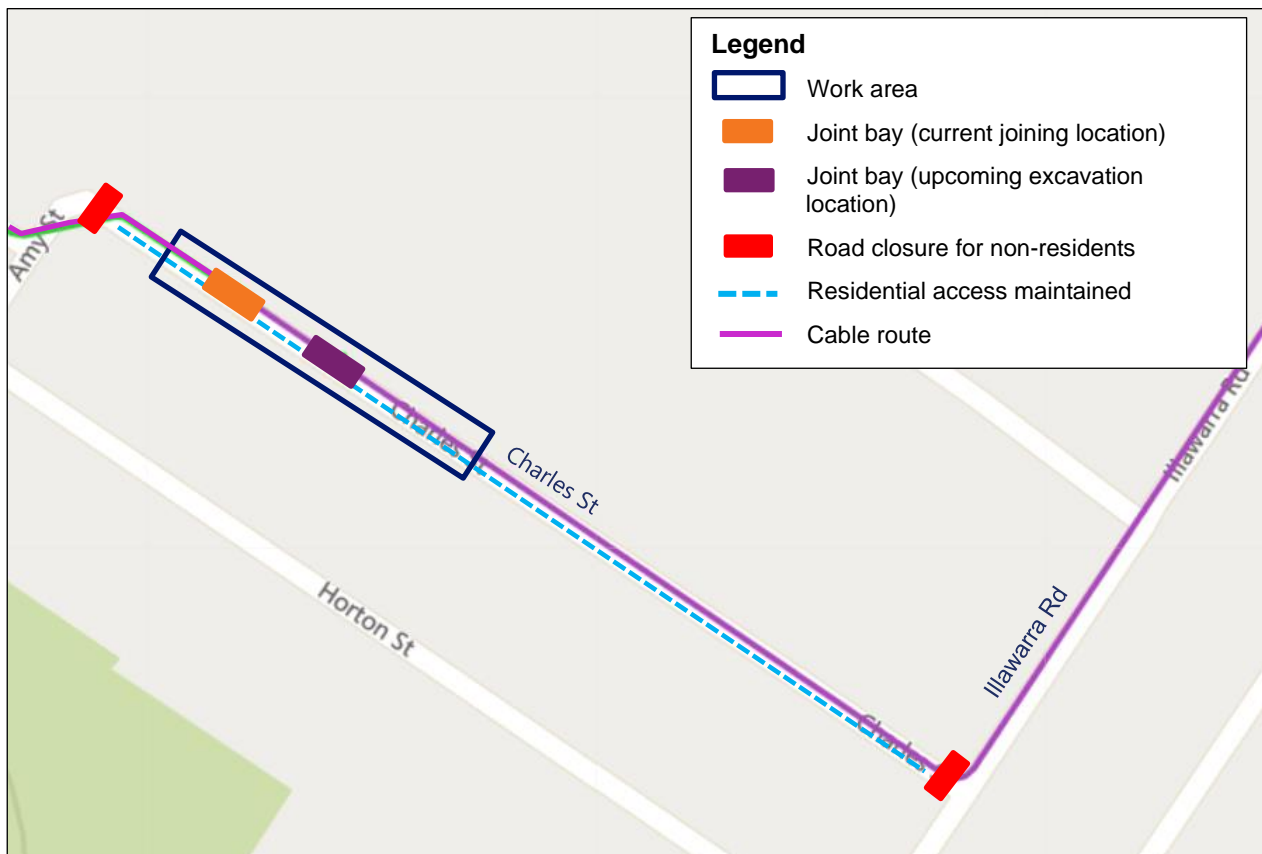 Legend
Work area
Joint bay (current joining location)
Joint bay (upcoming excavation
location)
Road closure for non-residents
Residential access maintained
Cable route
Amy St
Charles
Charles St
Horton St
Illawarra Rd
Illawarra Rd
Charles